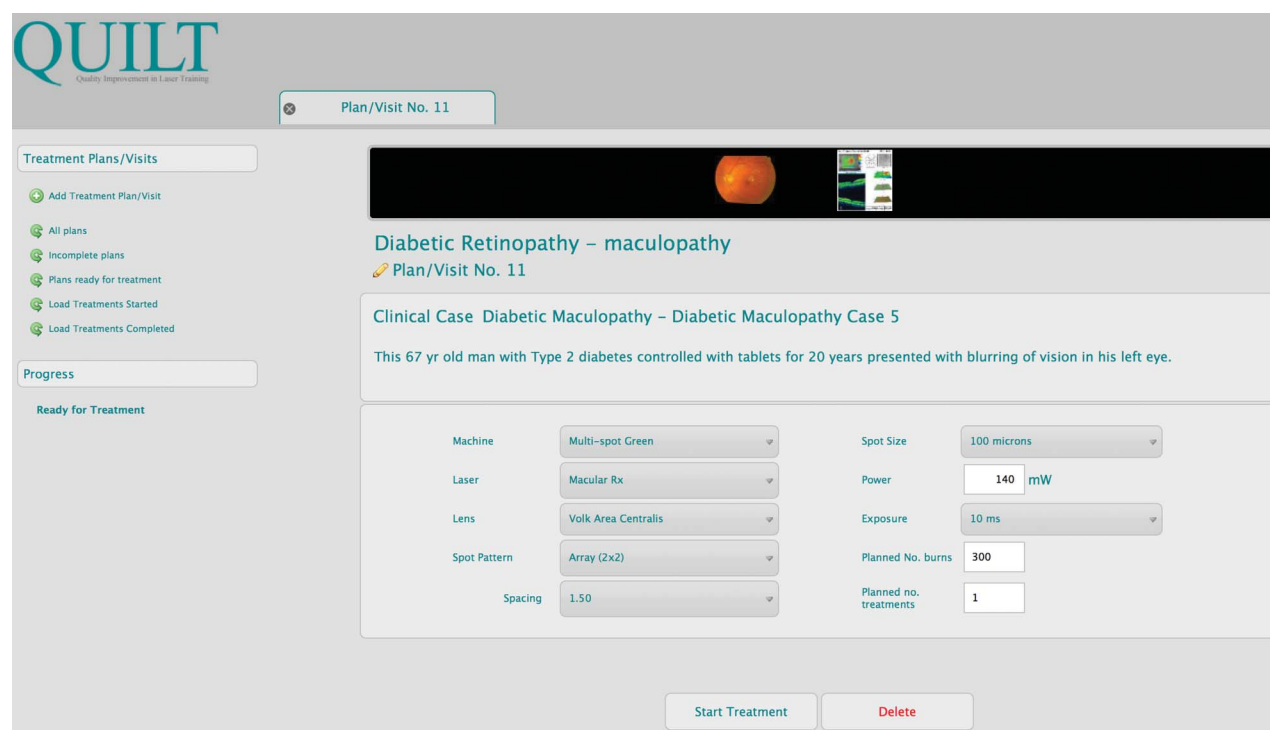 QUILT
Quality Improvement in Laser Training
Plan/Visit No. 11
Treatment Plans/Visits
Add Treatment Plan/Visit
All plans
Incomplete plans
Plans ready for treatment
Load Treatments Started
Load Treatments Completed
Progress
Ready for Treatment
Diabetic Retinopathy – maculopathy
Plan/Visit No. 11
Clinical Case Diabetic Maculopathy – Diabetic Maculopathy Case 5
This 67 yr old man with Type 2 diabetes controlled with tablets for 20 years presented with blurring of vision in his left eye.
Machine Multi-spot Green Spot Size 100 microns
Laser Macular Rx Power 140 mW
Lens Volk Area Centralis Exposure 10 ms
Spot Pattern Array (2x2) Planned No. burns 300
Spacing 1.50 Planned no. treatments 1
Start Treatment Delete